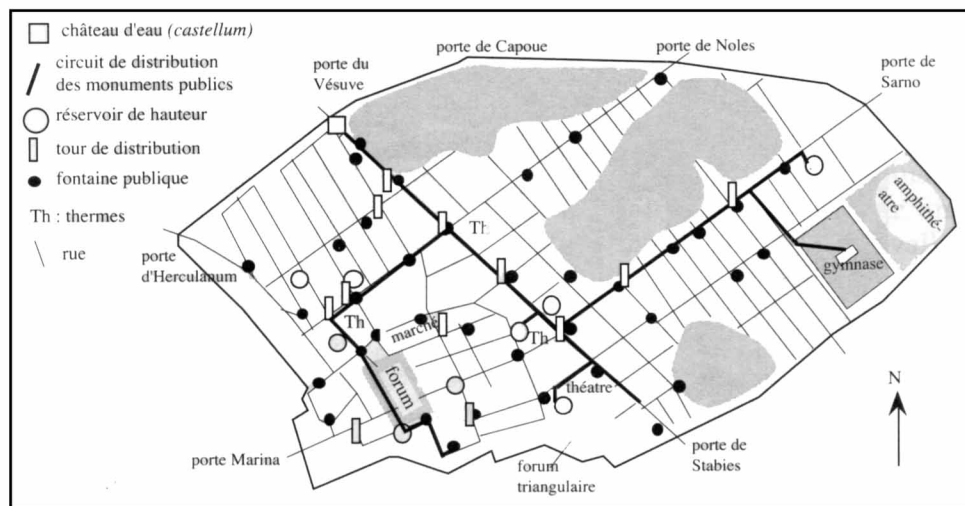 château d'eau (castellum)
circuit de distribution
des monuments publics
réservoir de hauteur
tour de distribution
fontaine publique
Th : thermes
rue
porte du
Vésuve
porte de Capoue
porte de Noles
porte de
Sarno
amphithé-
atre
gymnase
Th
porte
d'Herculanum
Th
marché
Th
forum
théatre
N
porte Marina
forum
triangulaire
porte de
Stabies